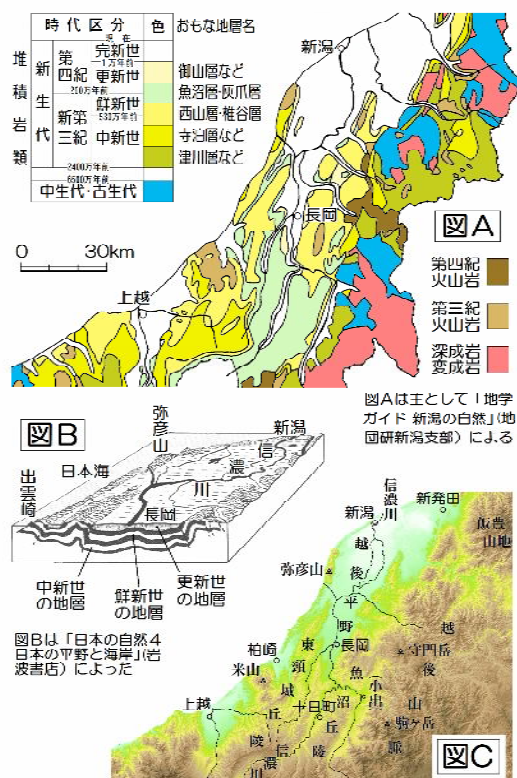 時代区分 色 おもな地層名
堆積岩類
新生代
第四紀
現在
完新世
1万年前
更新世
御山層など
200万年前
魚沼層・灰爪層
新第三紀
鮮新世
530万年前
西山層・椎谷層
中新世
寺泊層など
津川層など
2400万年前
6500万年前
中生代・古生代
0 30km
新潟
長岡
上越
図A
第四紀
火山岩
第三紀
火山岩
深成岩
変成岩
図Aは主として「地学
ガイド 新潟の自然」(地
団研新潟支部)による
図B
弥彦山
新潟
日本海
信濃川
出雲崎
長岡
中新世
の地層
鮮新世
の地層
更新世
の地層
図Bは「日本の自然4
日本の平野と海岸」(岩
波書店)によった
信濃川
新潟
新発田
飯豊
山地
越後平野
弥彦山
長岡
越後山脈
守門岳
柏崎
米山
東頸城丘陵
魚沼丘陵
小出
十日町
駒ヶ岳
上越
信濃川
図C